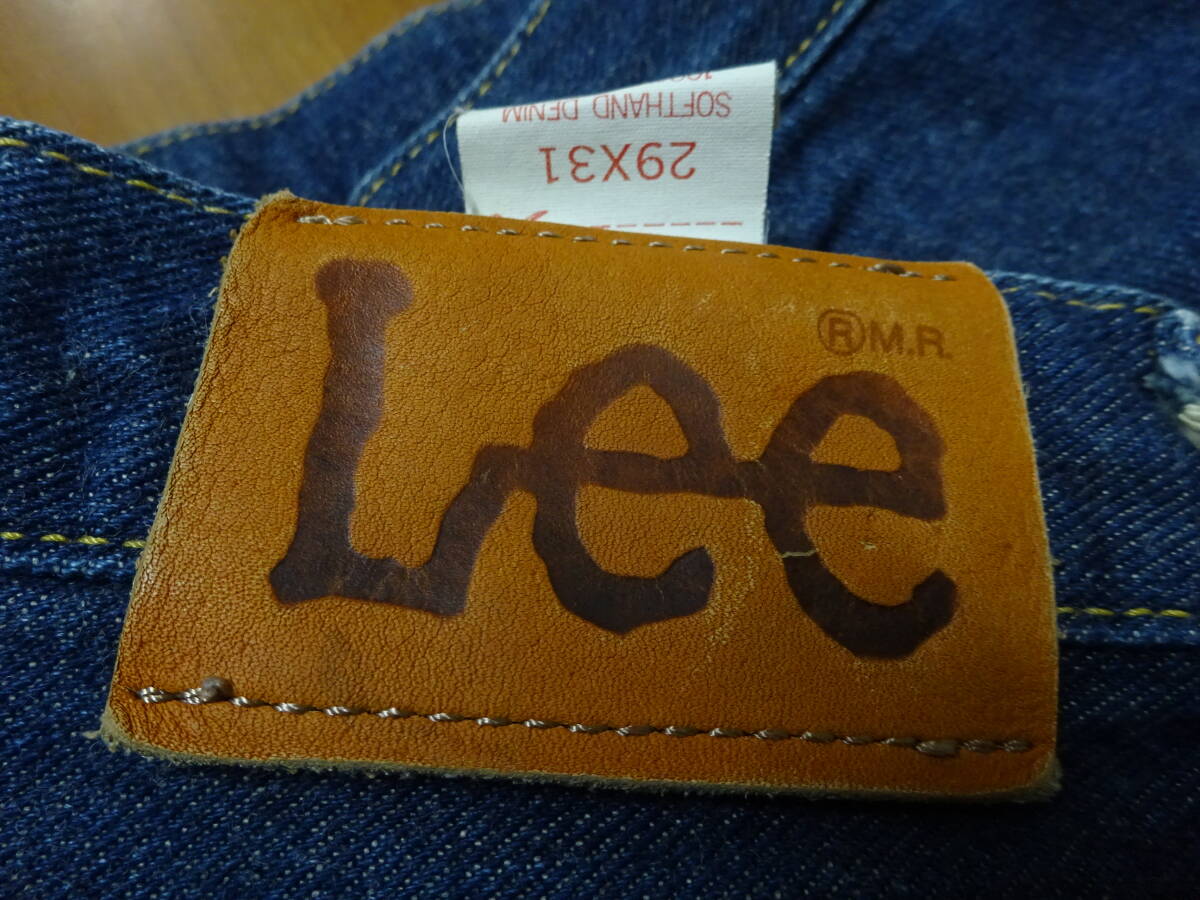 Lee
®M.R.
29X31
SOFTHAND DENIM